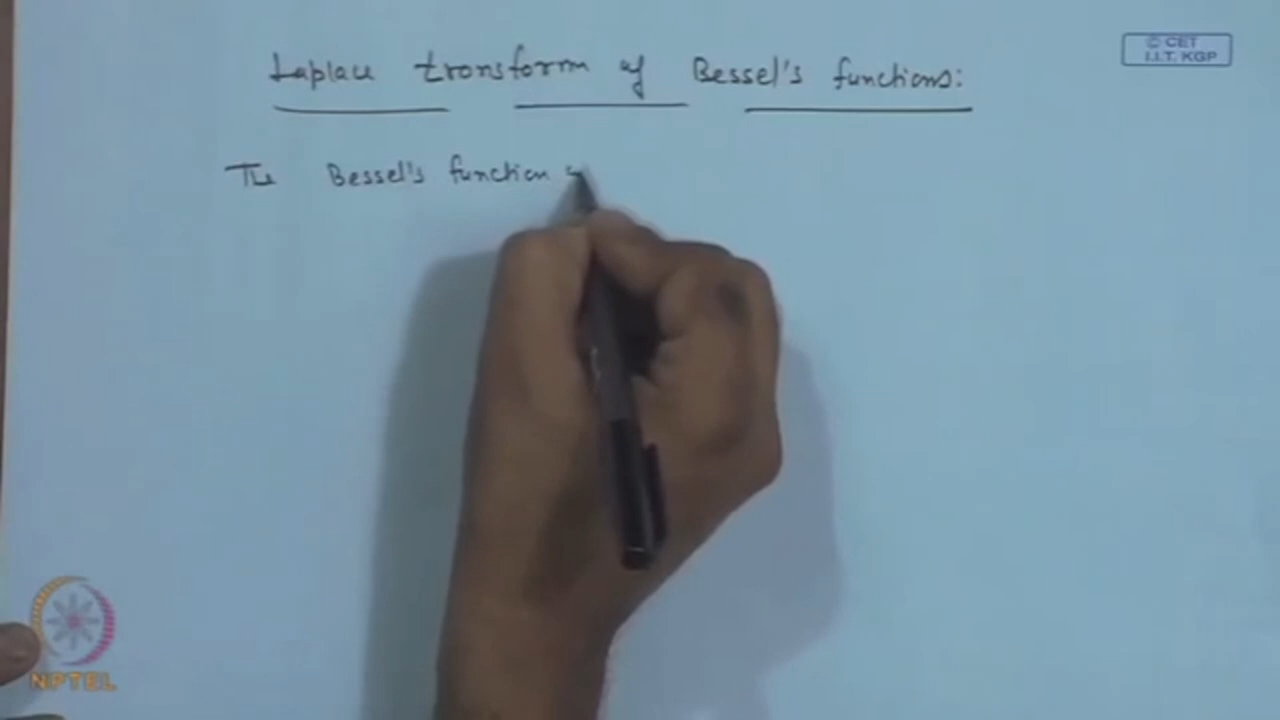 © CET
I.I.T. KGP
Laplace transform of Bessel's functions:
The Bessel's function
NPTEL